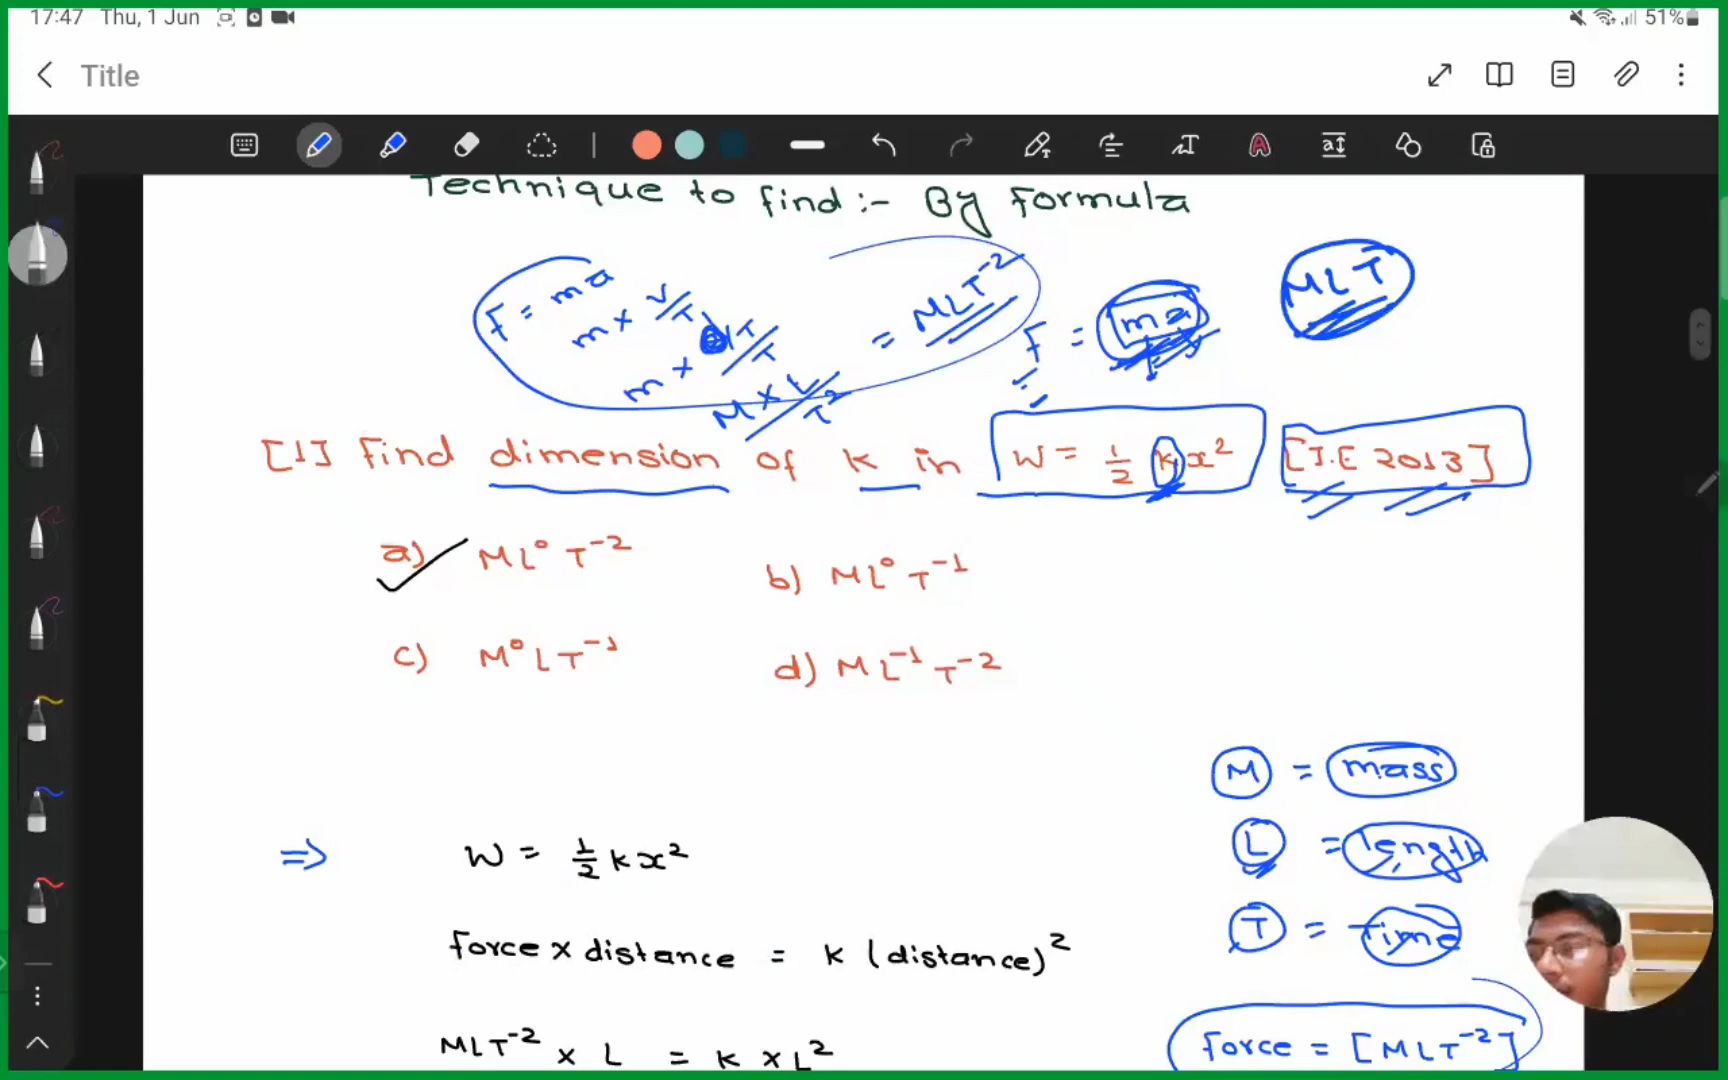 17:47 Thu, 1 Jun 51%
Title
Technique to find :- By Formula
F = ma
m × V/T
= MLT⁻²
M × L/T²
F = ma
MLT
[1] Find dimension of k in W = ½ kx² [I.E 2013]
a) ML⁰T⁻²
b) ML⁰T⁻¹
c) M⁰LT⁻¹
d) ML⁻¹T⁻²
M = mass
L = length
T = Time
⇒ W = ½ kx²
force × distance = k (distance)²
MLT⁻² × L = k × L²
force = [MLT⁻²]